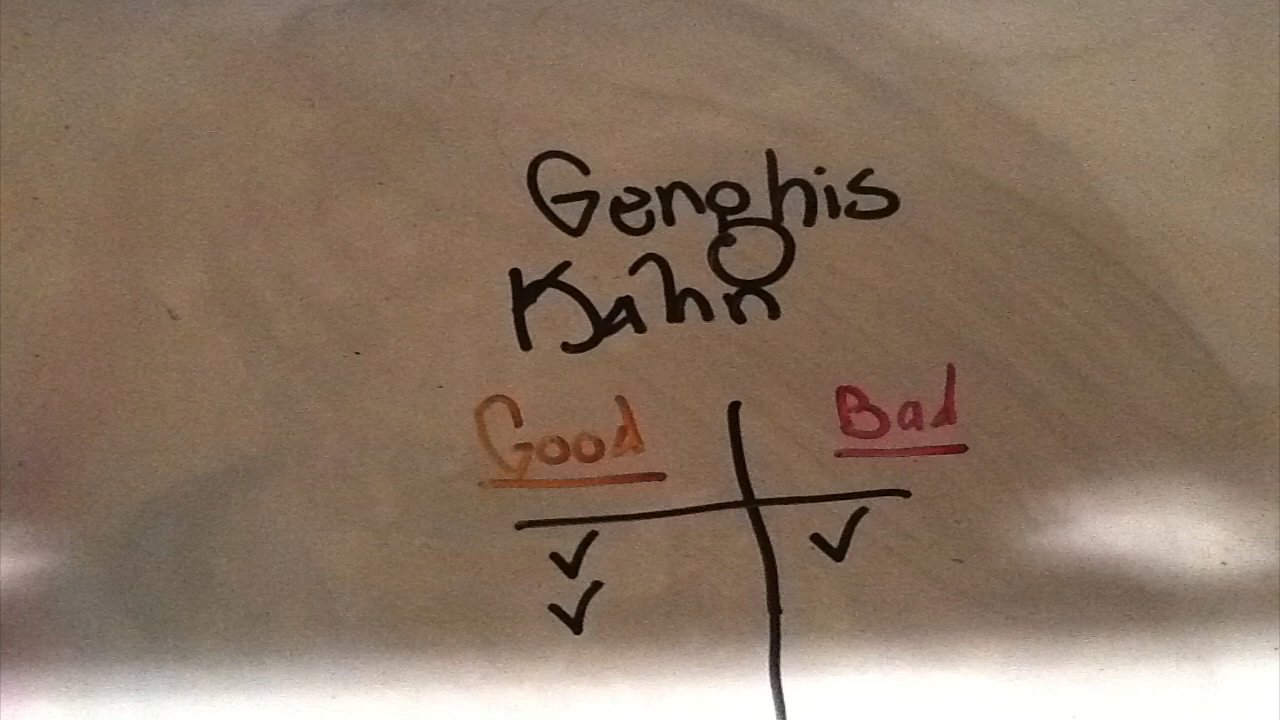 Genghis
Kahn
Good Bad
✓ ✓
✓